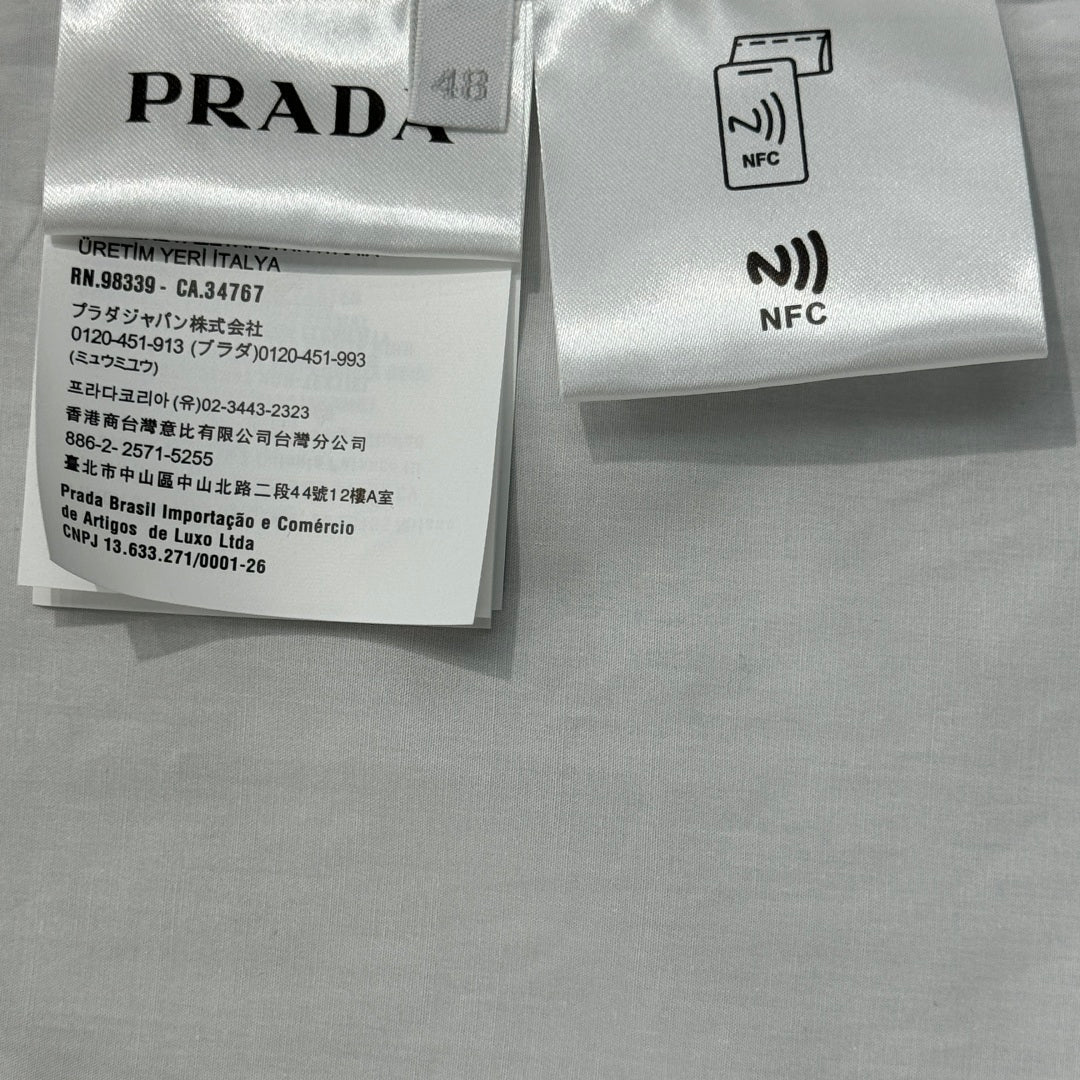 PRADA
48
ÜRETİM YERİ İTALYA
RN.98339 - CA.34767
プラダジャパン株式会社
0120-451-913 (プラダ)0120-451-993
(ミュウミュウ)
프라다코리아(유)02-3443-2323
香港商台灣意比有限公司台灣分公司
886-2- 2571-5255
臺北市中山區中山北路二段44號12樓A室
Prada Brasil Importação e Comércio
de Artigos de Luxo Ltda
CNPJ 13.633.271/0001-26
NFC
NFC